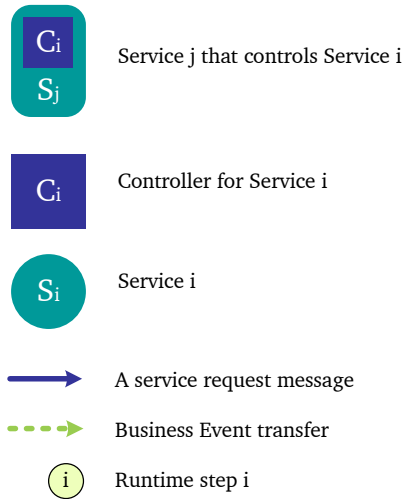 Ci
Sj
Service j that controls Service i
Ci
Controller for Service i
Si
Service i
A service request message
Business Event transfer
i
Runtime step i